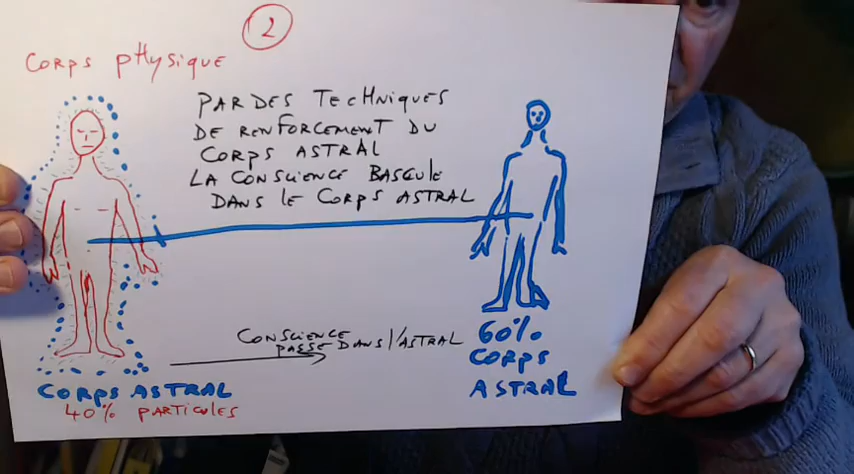 2
Corps physique
PAR DES TECHNIQUES
DE RENFORCEMENT DU
CORPS ASTRAL
LA CONSCIENCE BASCULE
DANS LE CORPS ASTRAL
CONSCIENCE
PASSE DANS l'ASTRAL
60%
CORPS
ASTRAL
CORPS ASTRAL
40% PARTICULES